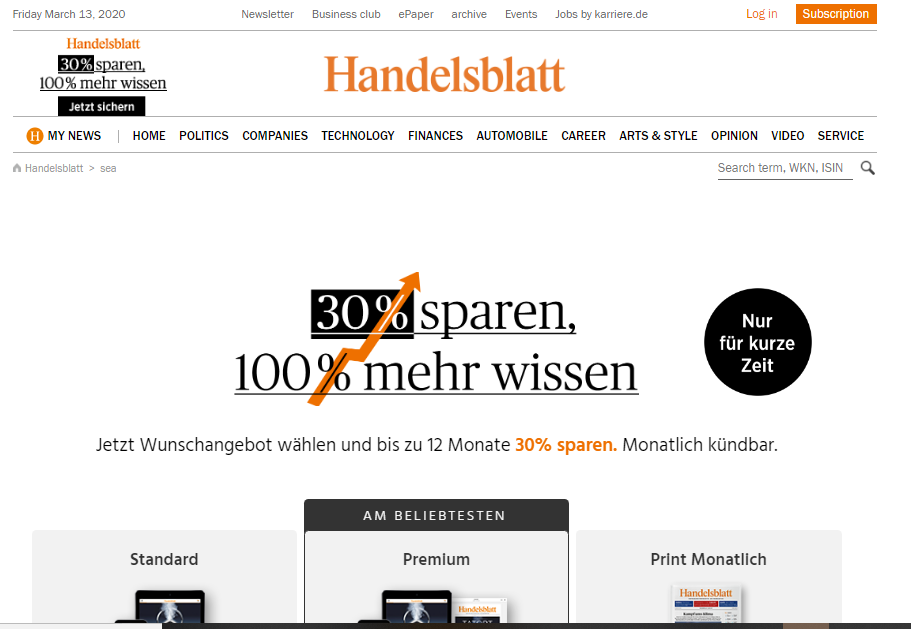 Friday March 13, 2020 Newsletter Business club ePaper archive Events Jobs by karriere.de Log in Subscription
Handelsblatt
30% sparen,
100% mehr wissen
Jetzt sichern
Handelsblatt
H MY NEWS | HOME POLITICS COMPANIES TECHNOLOGY FINANCES AUTOMOBILE CAREER ARTS & STYLE OPINION VIDEO SERVICE
Handelsblatt > sea
Search term, WKN, ISIN
30% sparen,
100% mehr wissen
Nur
für kurze
Zeit
Jetzt Wunschangebot wählen und bis zu 12 Monate 30% sparen. Monatlich kündbar.
AM BELIEBTESTEN
Standard
Premium
Print Monatlich
Handelsblatt
Handelsblatt